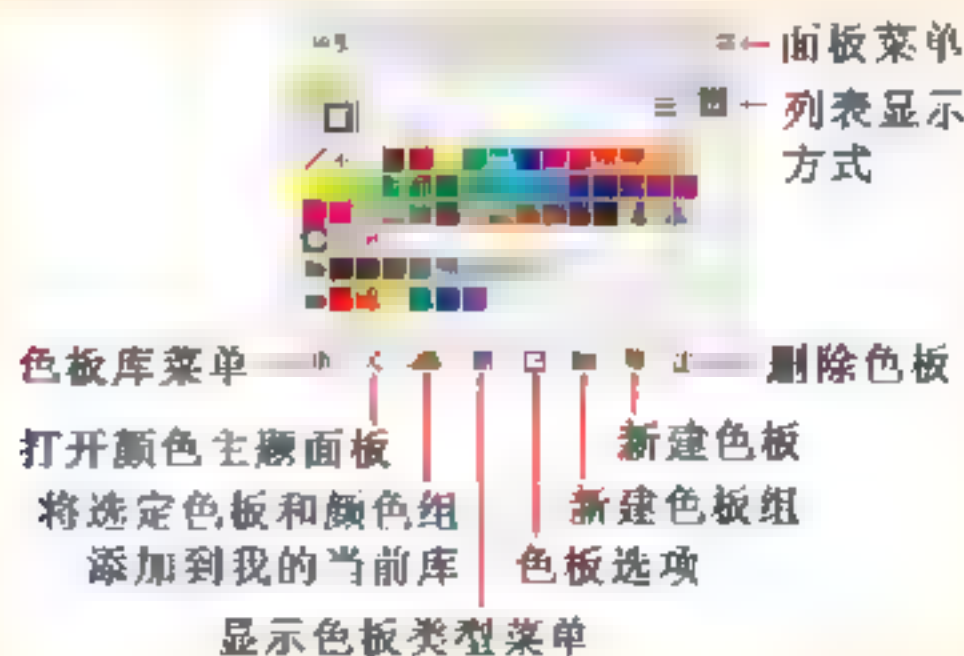 面板菜单
列表显示
方式
色板库菜单
删除色板
打开颜色主题面板
新建色板
将选定色板和颜色组
新建色板组
添加到我的当前库
色板选项
显示色板类型菜单